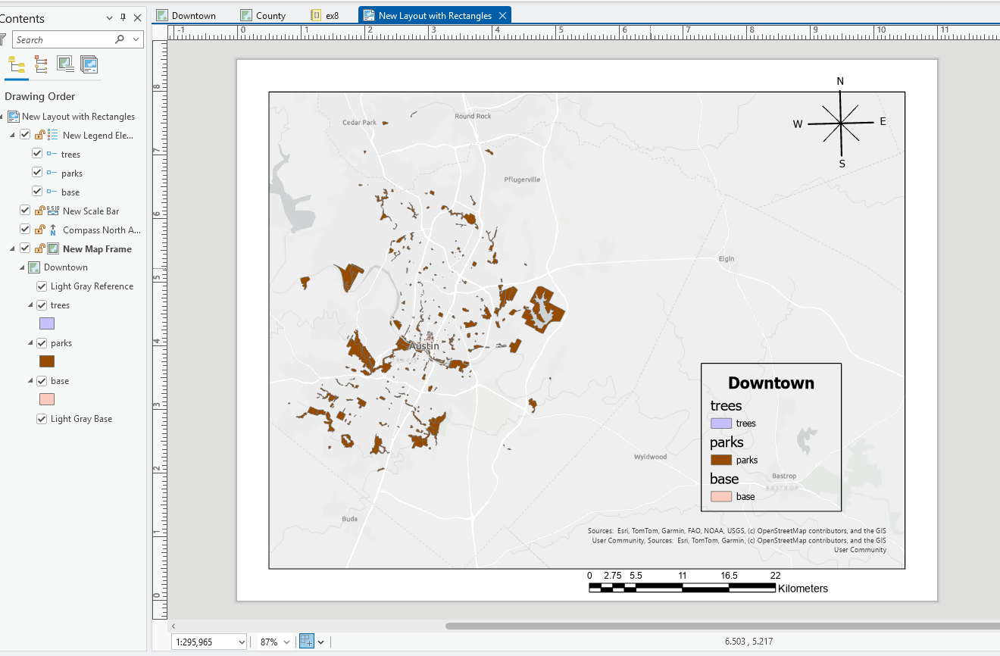 Contents
Downtown
County
ex8
New Layout with Rectangles
Search
-1 0 1 2 3 4 5 6 7 8 9 10 11
Drawing Order
New Layout with Rectangles
New Legend Ele...
trees
parks
base
New Scale Bar
Compass North A...
New Map Frame
Downtown
Light Gray Reference
trees
parks
base
Light Gray Base
8
7
6
5
4
3
2
1
0
N
W
E
S
Cedar Park
Round Rock
Pflugerville
Elgin
Austin
Wyldwood
Bastrop
BASTROP
Buda
Downtown
trees
trees
parks
parks
base
base
Sources: Esri, TomTom, Garmin, FAO, NOAA, USGS, (c) OpenStreetMap contributors, and the GIS
User Community, Sources: Esri, TomTom, Garmin, (c) OpenStreetMap contributors, and the GIS
User Community
0 2.75 5.5 11 16.5 22
Kilometers
1:295,965
87%
6.503 , 5.217